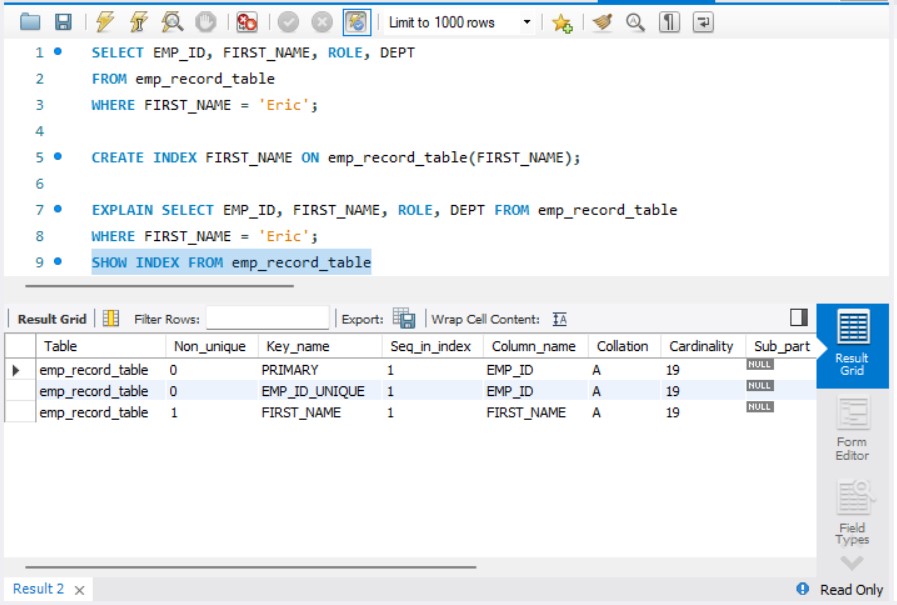 Limit to 1000 rows
1 SELECT EMP_ID, FIRST_NAME, ROLE, DEPT
2 FROM emp_record_table
3 WHERE FIRST_NAME = 'Eric';
4
5 CREATE INDEX FIRST_NAME ON emp_record_table(FIRST_NAME);
6
7 EXPLAIN SELECT EMP_ID, FIRST_NAME, ROLE, DEPT FROM emp_record_table
8 WHERE FIRST_NAME = 'Eric';
9 SHOW INDEX FROM emp_record_table
Result Grid Filter Rows: Export: Wrap Cell Content: IA
Table Non_unique Key_name Seq_in_index Column_name Collation Cardinality Sub_part
emp_record_table 0 PRIMARY 1 EMP_ID A 19 NULL
emp_record_table 0 EMP_ID_UNIQUE 1 EMP_ID A 19 NULL
emp_record_table 1 FIRST_NAME 1 FIRST_NAME A 19 NULL
Result
Grid
Form
Editor
Field
Types
Result 2 Read Only